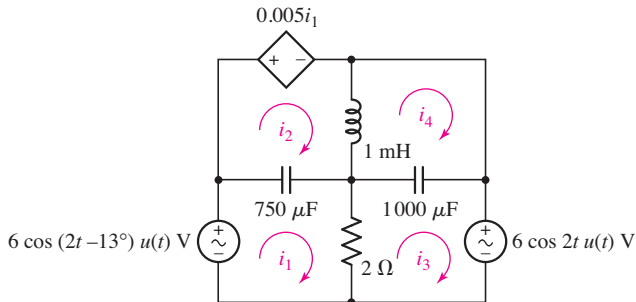 0.005i₁
+ −
i₂
i₄
1 mH
750 μF
1000 μF
6 cos (2t –13°) u(t) V
+
−
i₁
2 Ω
i₃
+
−
6 cos 2t u(t) V